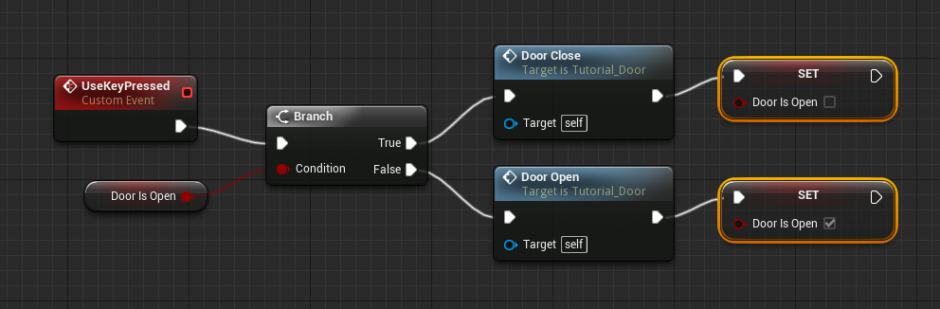 UseKeyPressed
Custom Event
Door Is Open
Branch
True
Condition
False
Door Close
Target is Tutorial_Door
Target self
SET
Door Is Open
Door Open
Target is Tutorial_Door
Target self
SET
Door Is Open